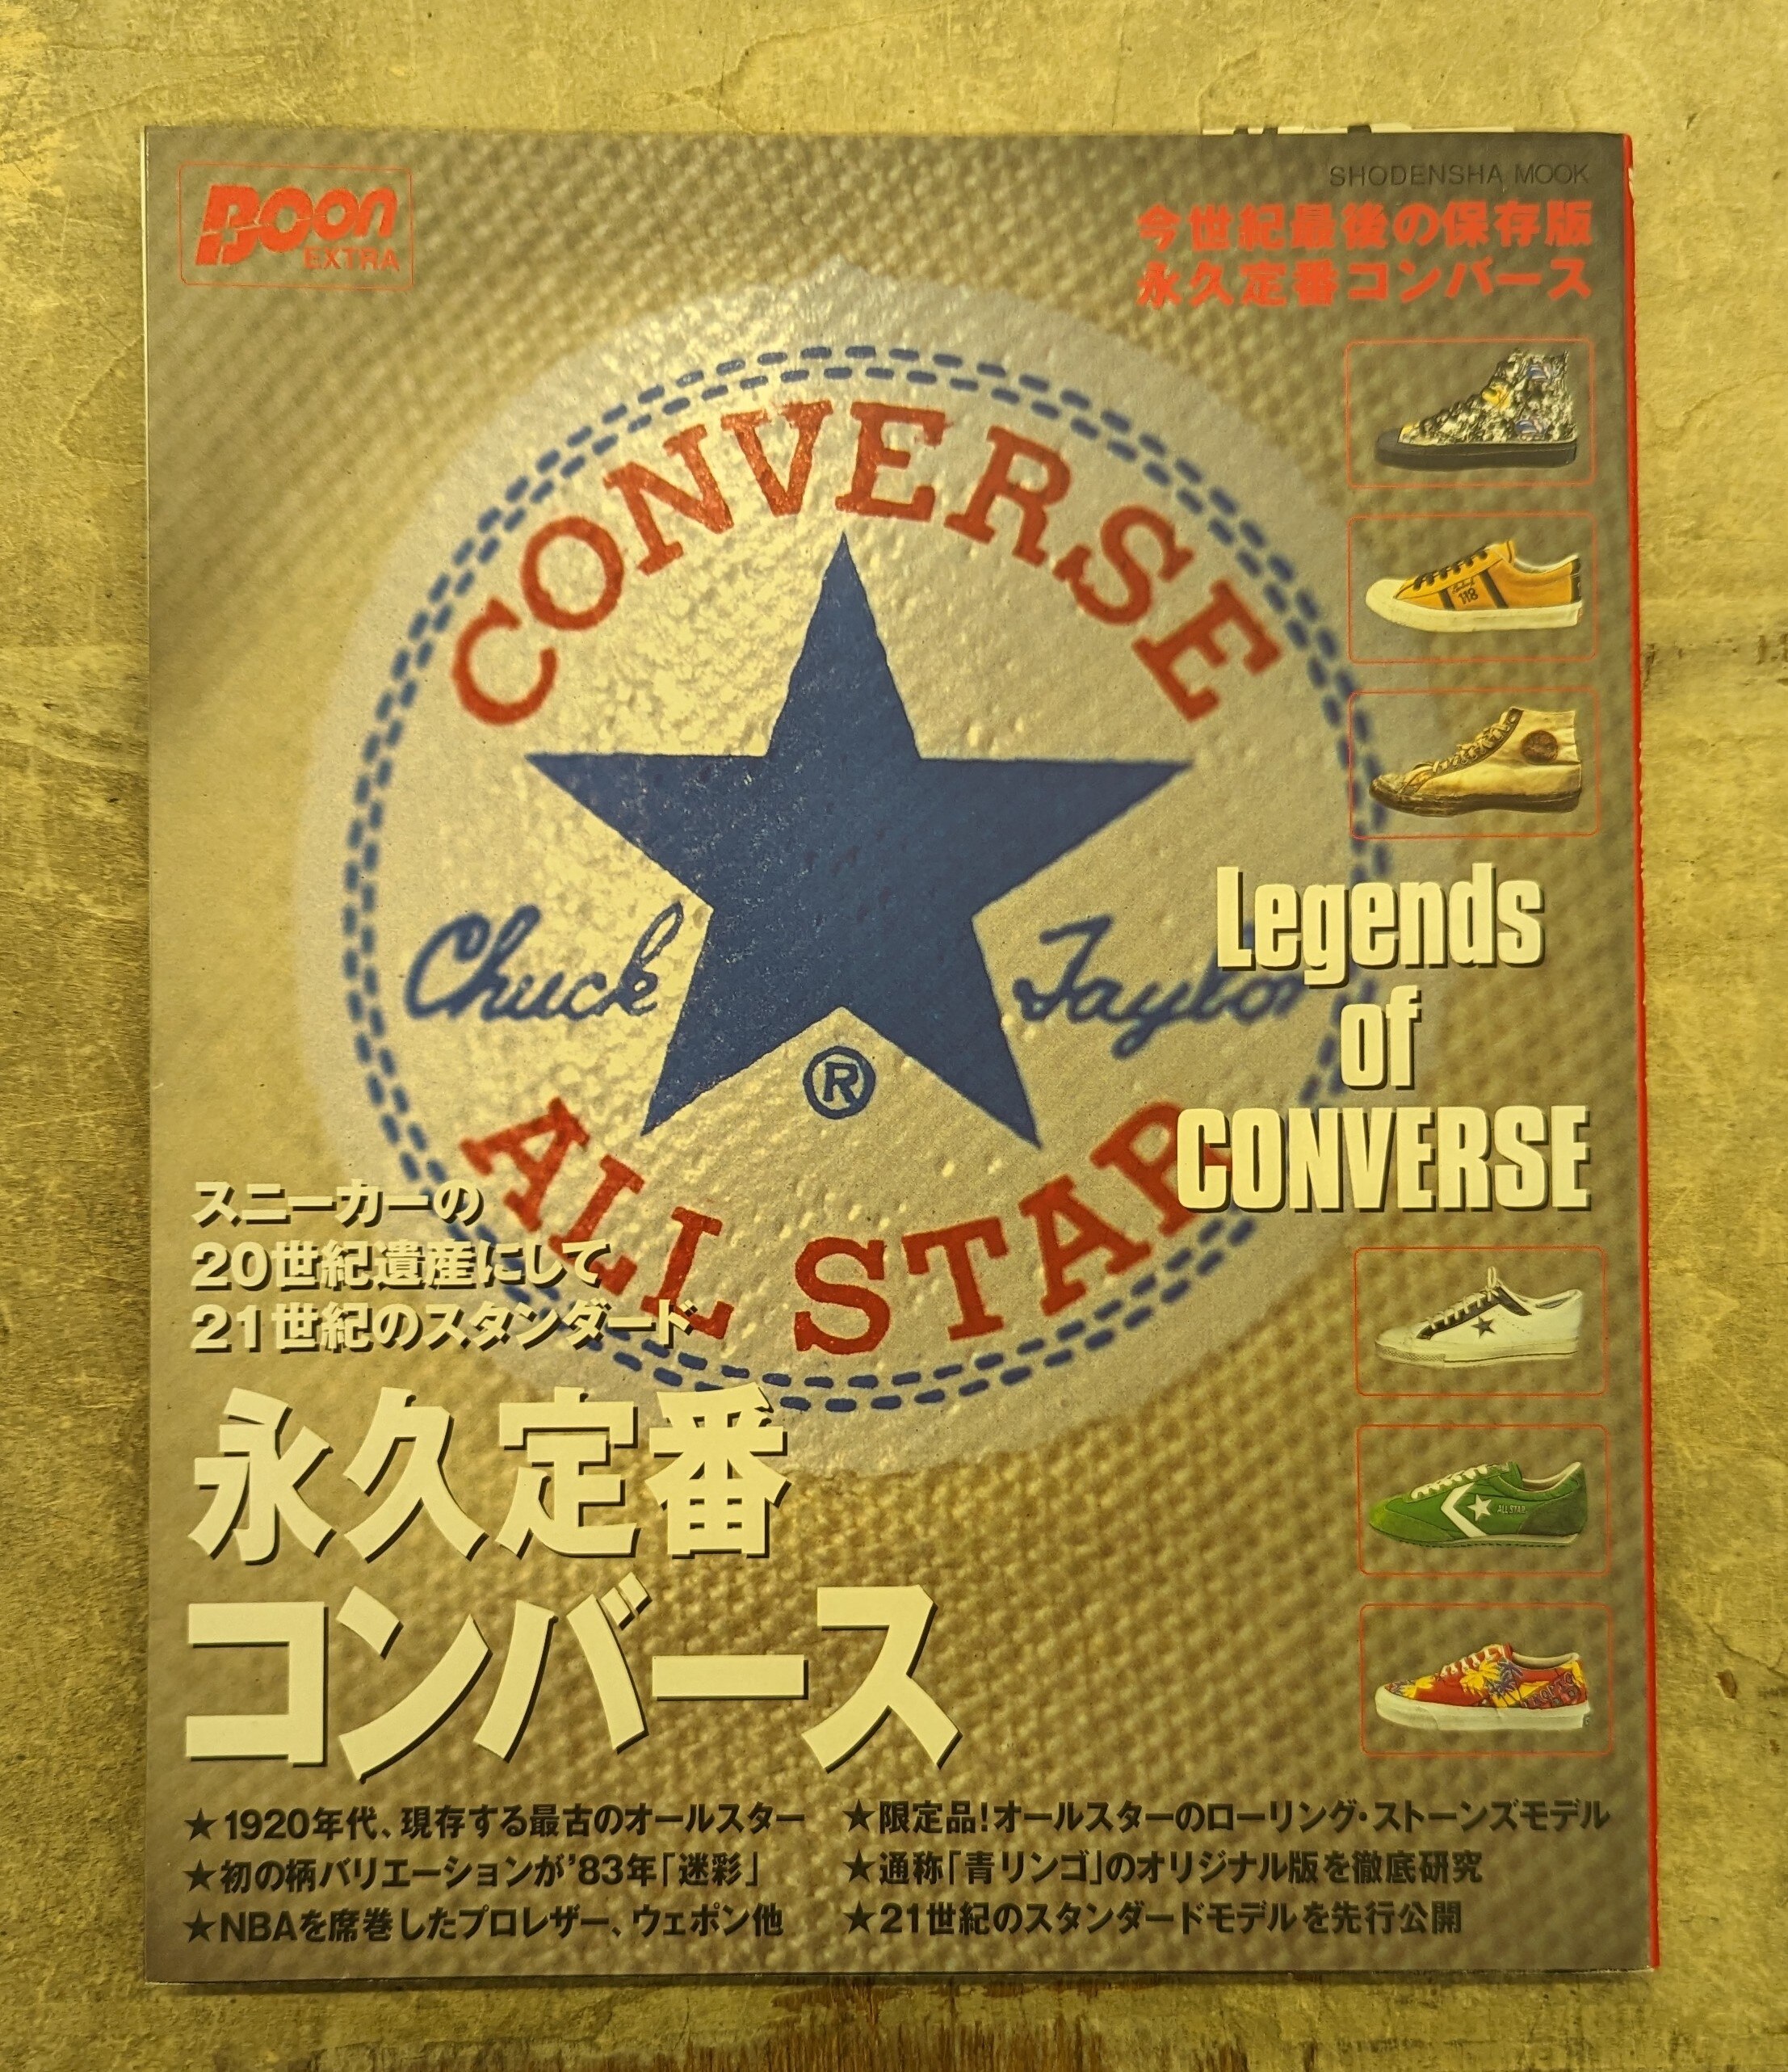 Boon
EXTRA
SHODENSHA MOOK
今世紀最後の保存版
永久定番コンバース
CONVERSE
Chuck Taylor
®
ALL STAR
118
Legends
of
CONVERSE
ALL STAR
スニーカーの
20世紀遺産にして
21世紀のスタンダード
永久定番
コンバース
★1920年代、現存する最古のオールスター
★初の柄バリエーションが'83年「迷彩」
★NBAを席巻したプロレザー、ウェポン他
★限定品!オールスターのローリング・ストーンズモデル
★通称「青リンゴ」のオリジナル版を徹底研究
★21世紀のスタンダードモデルを先行公開